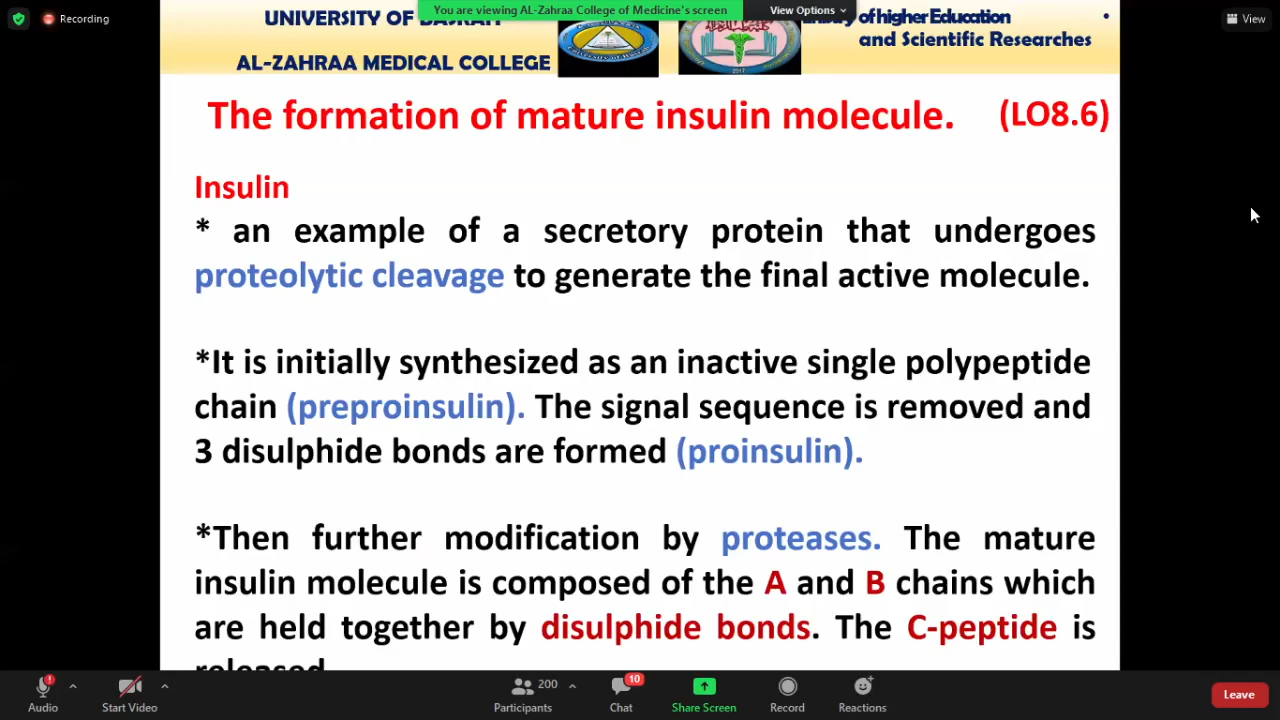 Recording
You are viewing AL-Zahraa College of Medicine's screen
View Options
View
UNIVERSITY OF BASRAH
of higher Education
AL-ZAHRAA MEDICAL COLLEGE
and Scientific Researches
2017
The formation of mature insulin molecule. (LO8.6)
Insulin
* an example of a secretory protein that undergoes
proteolytic cleavage to generate the final active molecule.
*It is initially synthesized as an inactive single polypeptide
chain (preproinsulin). The signal sequence is removed and
3 disulphide bonds are formed (proinsulin).
*Then further modification by proteases. The mature
insulin molecule is composed of the A and B chains which
are held together by disulphide bonds. The C-peptide is
released
Audio
Start Video
200
Participants
10
Chat
Share Screen
Record
Reactions
Leave